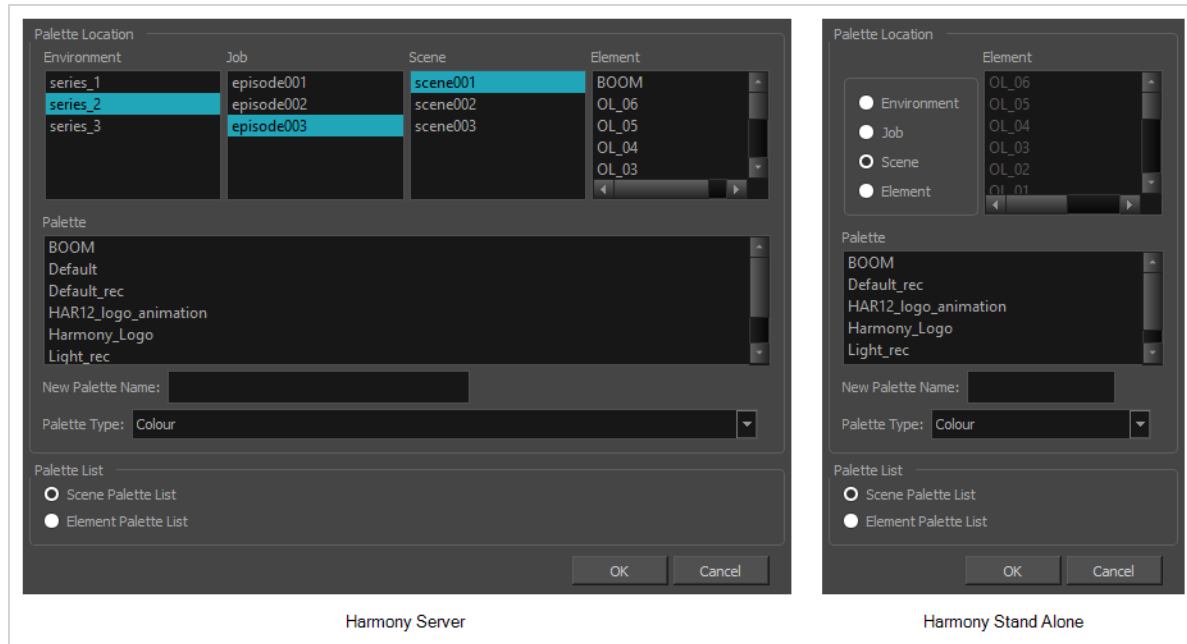 Palette Location
Environment Job Scene Element
series_1 episode001 scene001 BOOM
series_2 episode002 scene002 OL_06
series_3 episode003 scene003 OL_05
OL_04
OL_03
Palette
BOOM
Default
Default_rec
HAR12_logo_animation
Harmony_Logo
Light_rec
New Palette Name:
Palette Type: Colour
Palette List
Scene Palette List
Element Palette List
OK Cancel
Harmony Server
Palette Location
Element
OL_06
Environment OL_05
Job OL_04
OL_03
Scene OL_02
Element OL_01
Palette
BOOM
Default_rec
HAR12_logo_animation
Harmony_Logo
Light_rec
New Palette Name:
Palette Type: Colour
Palette List
Scene Palette List
Element Palette List
OK Cancel
Harmony Stand Alone